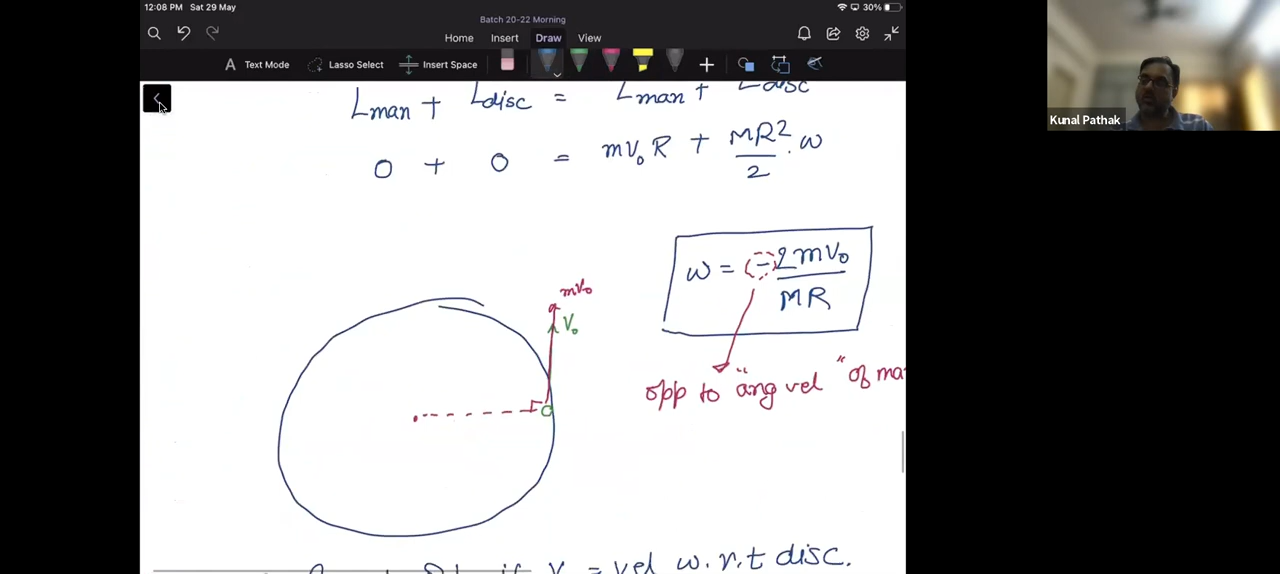 12:08 PM Sat 29 May
30%
Batch 20-22 Morning
Home Insert Draw View
Text Mode Lasso Select Insert Space
Kunal Pathak
Lman + Ldisc = Lman + Ldisc
0 + 0 = mV₀R + MR²/2 . ω
ω = -2mV₀/MR
mV₀
V₀
opp to "ang vel" of
= vel w.r.t disc.